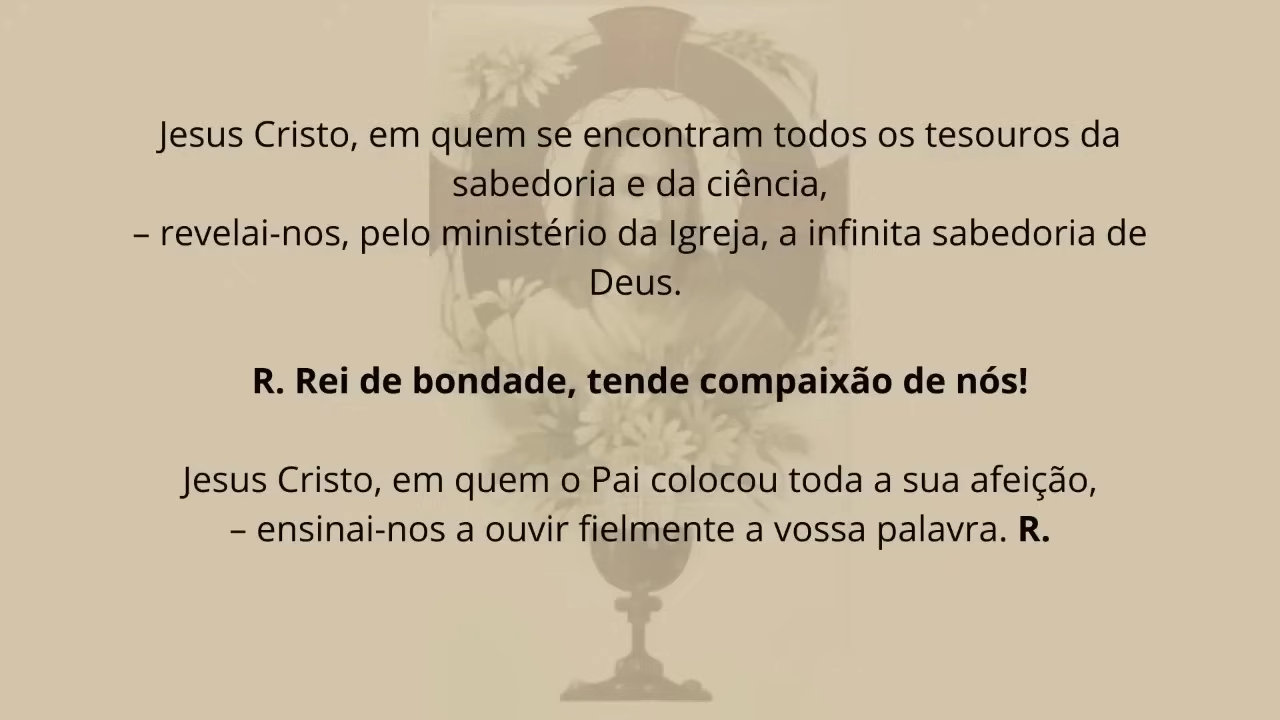 Jesus Cristo, em quem se encontram todos os tesouros da
sabedoria e da ciência,
– revelai-nos, pelo ministério da Igreja, a infinita sabedoria de
Deus.
R. Rei de bondade, tende compaixão de nós!
Jesus Cristo, em quem o Pai colocou toda a sua afeição,
– ensinai-nos a ouvir fielmente a vossa palavra. R.